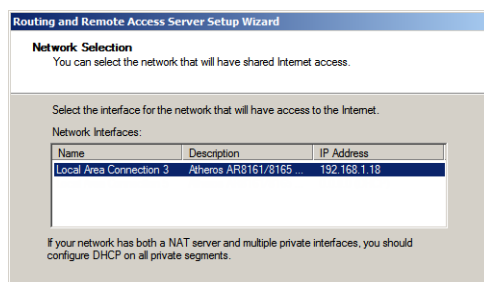 Routing and Remote Access Server Setup Wizard
Network Selection
You can select the network that will have shared Internet access.
Select the interface for the network that will have access to the Internet.
Network Interfaces:
Name Description IP Address
Local Area Connection 3 Atheros AR8161/8165 ... 192.168.1.18
If your network has both a NAT server and multiple private interfaces, you should
configure DHCP on all private segments.